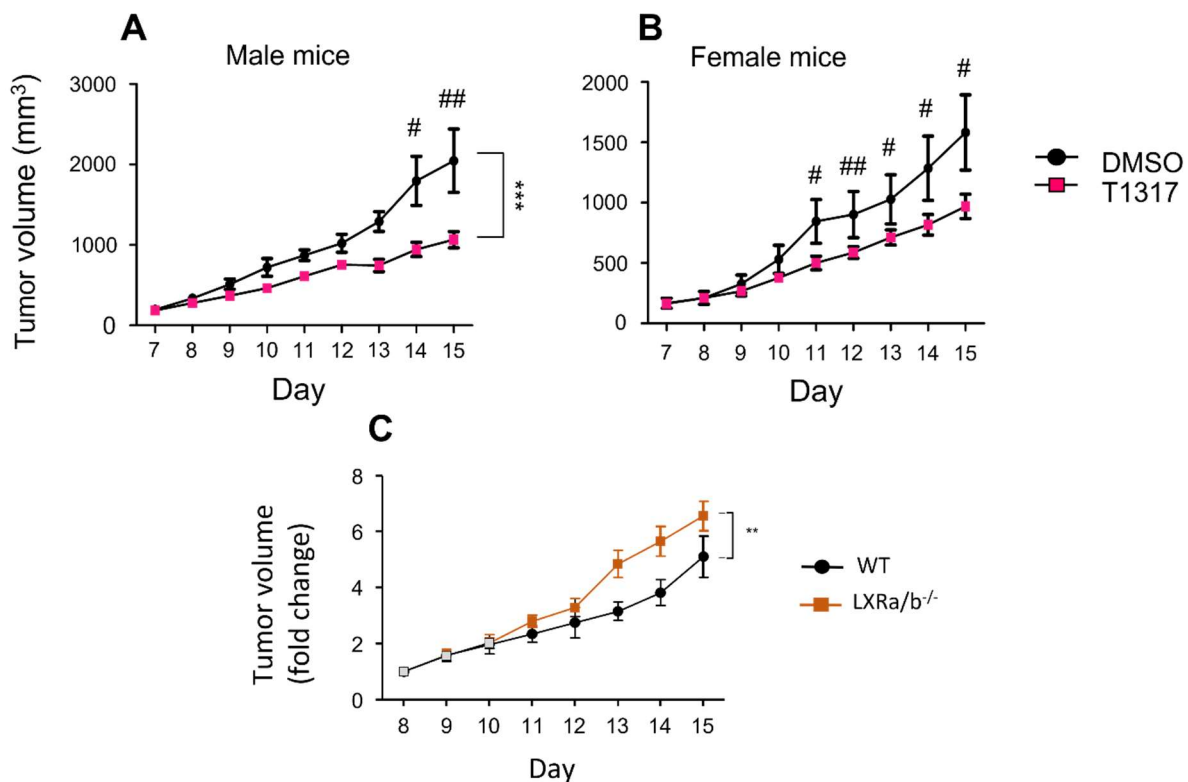 A
Male mice
Tumor volume (mm³)
3000
2000
1000
0
#
##
***
7 8 9 10 11 12 13 14 15
Day
B
Female mice
2000
1500
1000
500
0
# ## # # #
7 8 9 10 11 12 13 14 15
Day
DMSO
T1317
C
Tumor volume
(fold change)
8
6
4
2
0
**
8 9 10 11 12 13 14 15
Day
WT
LXRa/b⁻/⁻